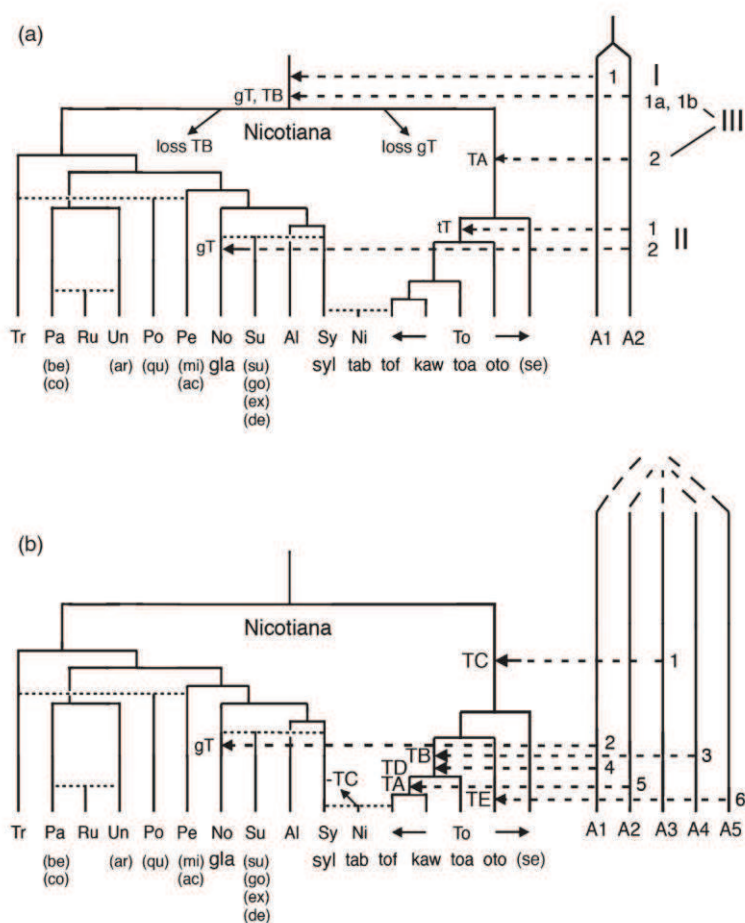 (a)
1 I
gT, TB 1a, 1b
III
loss TB Nicotiana loss gT
TA 2
tT 1
II
gT 2
Tr Pa Ru Un Po Pe No Su Al Sy Ni To A1 A2
(be) (ar) (qu) (mi) gla (su) syl tab tof kaw toa oto (se)
(co) (ac) (go)
(ex)
(de)
(b)
Nicotiana
TC 1
gT 2
TB 3
TD 4
-TC TA 5
TE 6
Tr Pa Ru Un Po Pe No Su Al Sy Ni To A1 A2 A3 A4 A5
(be) (ar) (qu) (mi) gla (su) syl tab tof kaw toa oto (se)
(co) (ac) (go)
(ex)
(de)